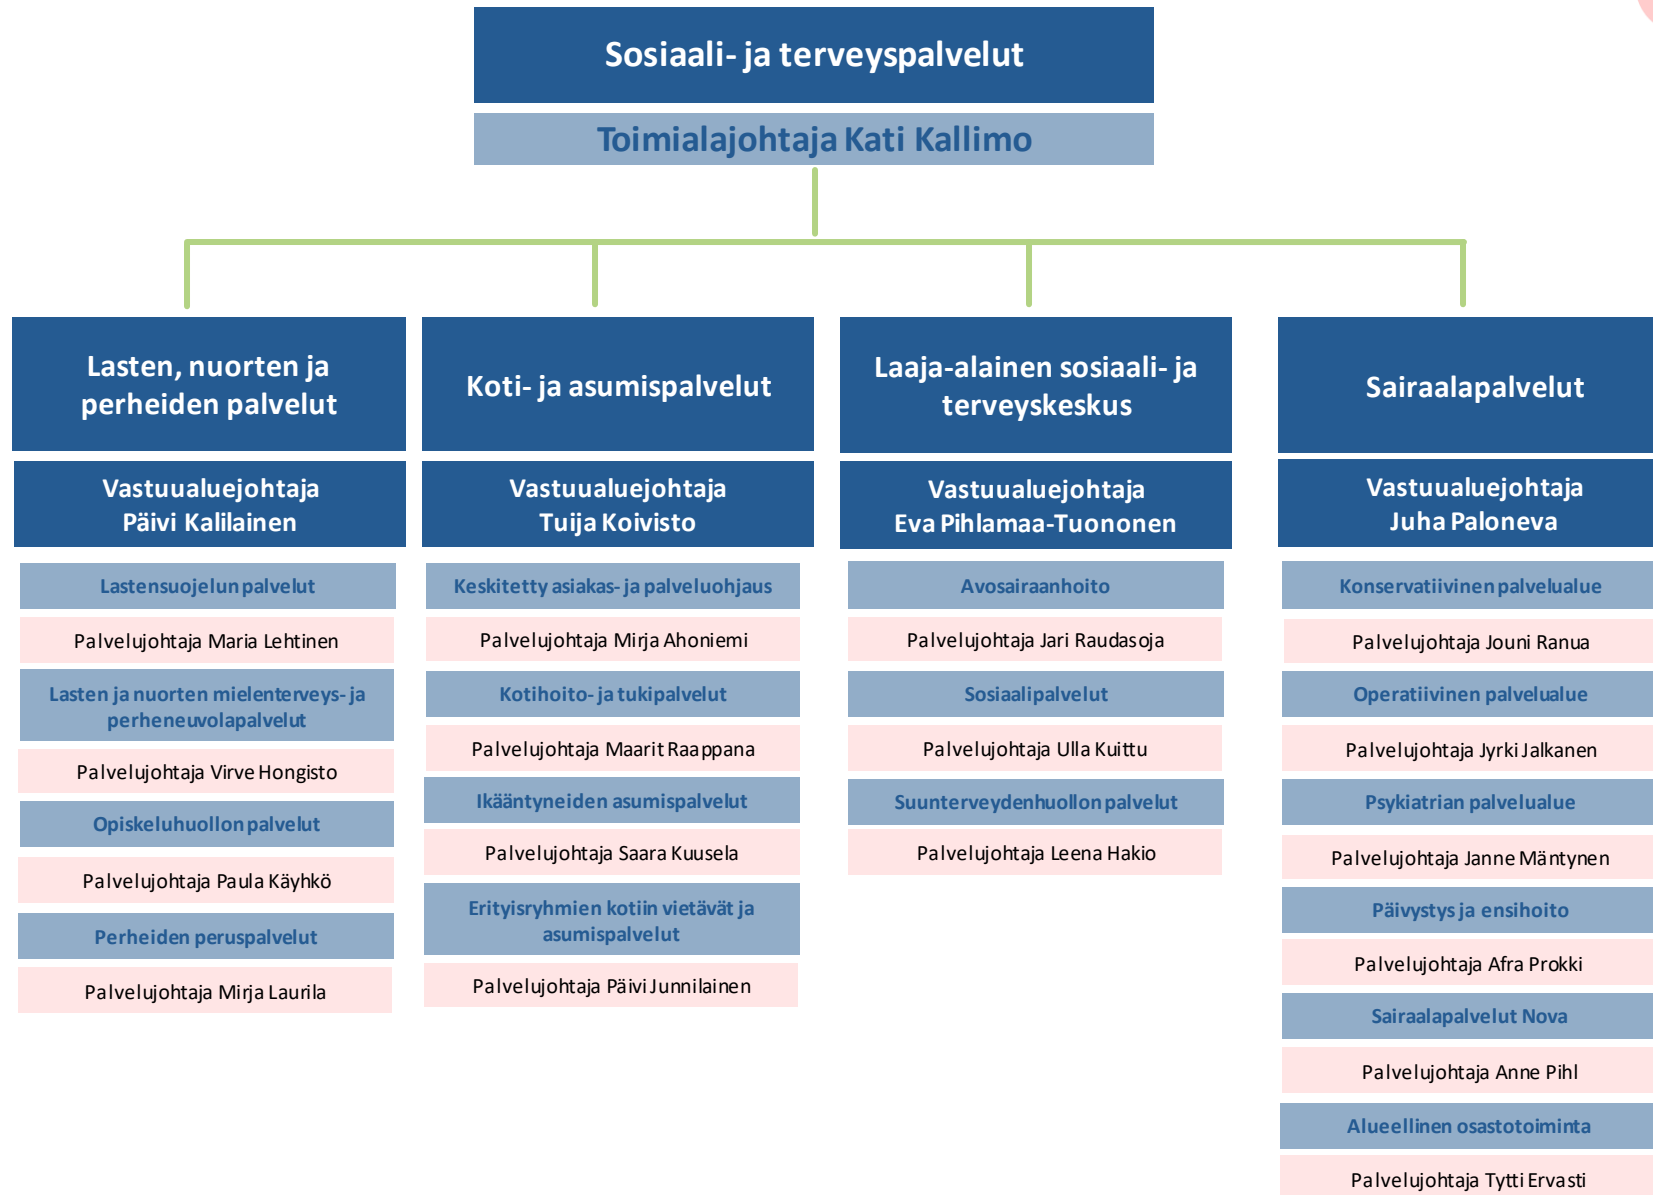 Sosiaali- ja terveyspalvelut
Toimialajohtaja Kati Kallimo
Lasten, nuorten ja
perheiden palvelut
Vastuualuejohtaja
Päivi Kalilainen
Lastensuojelun palvelut
Palvelujohtaja Maria Lehtinen
Lasten ja nuorten mielenterveys- ja
perheneuvolapalvelut
Palvelujohtaja Virve Hongisto
Opiskeluhuollon palvelut
Palvelujohtaja Paula Käyhkö
Perheiden peruspalvelut
Palvelujohtaja Mirja Laurila
Koti- ja asumispalvelut
Vastuualuejohtaja
Tuija Koivisto
Keskitetty asiakas- ja palveluohjaus
Palvelujohtaja Mirja Ahoniemi
Kotihoito- ja tukipalvelut
Palvelujohtaja Maarit Raappana
Ikääntyneiden asumispalvelut
Palvelujohtaja Saara Kuusela
Erityisryhmien kotiin vietävät ja
asumispalvelut
Palvelujohtaja Päivi Junnilainen
Laaja-alainen sosiaali- ja
terveyskeskus
Vastuualuejohtaja
Eva Pihlamaa-Tuononen
Avosairaanhoito
Palvelujohtaja Jari Raudasoja
Sosiaalipalvelut
Palvelujohtaja Ulla Kuittu
Suunterveydenhuollon palvelut
Palvelujohtaja Leena Hakio
Sairaalapalvelut
Vastuualuejohtaja
Juha Paloneva
Konservatiivinen palvelualue
Palvelujohtaja Jouni Ranua
Operatiivinen palvelualue
Palvelujohtaja Jyrki Jalkanen
Psykiatrian palvelualue
Palvelujohtaja Janne Mäntynen
Päivystys ja ensihoito
Palvelujohtaja Afra Prokki
Sairaalapalvelut Nova
Palvelujohtaja Anne Pihl
Alueellinen osastotoiminta
Palvelujohtaja Tytti Ervasti